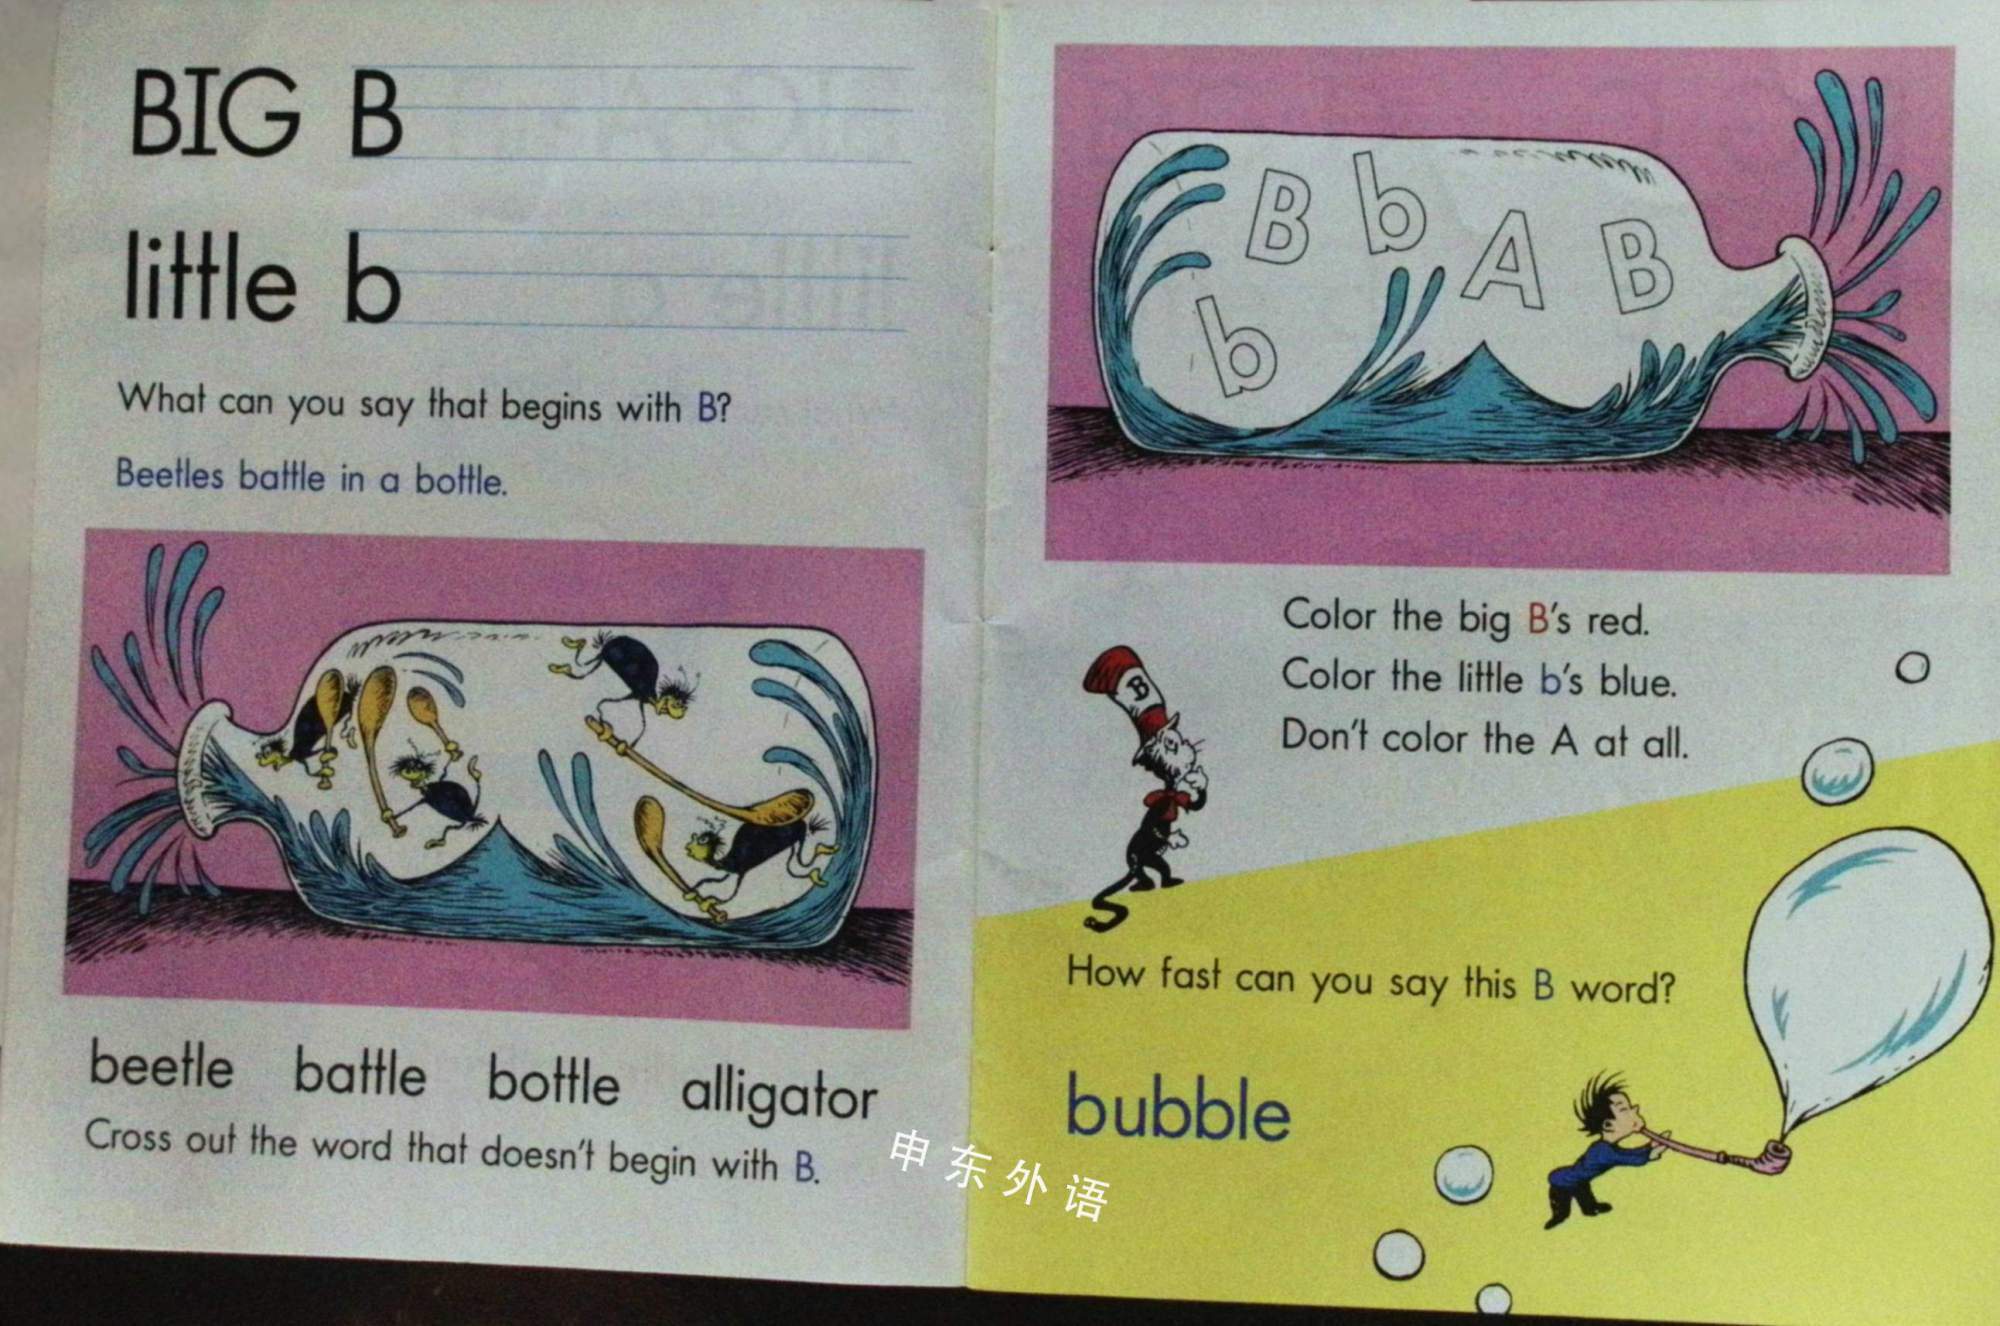 BIG B
little b
What can you say that begins with B?
Beetles battle in a bottle.
beetle battle bottle alligator
Cross out the word that doesn't begin with B.
B b A B
b
Color the big B's red.
Color the little b's blue.
Don't color the A at all.
B
How fast can you say this B word?
bubble
申东外语